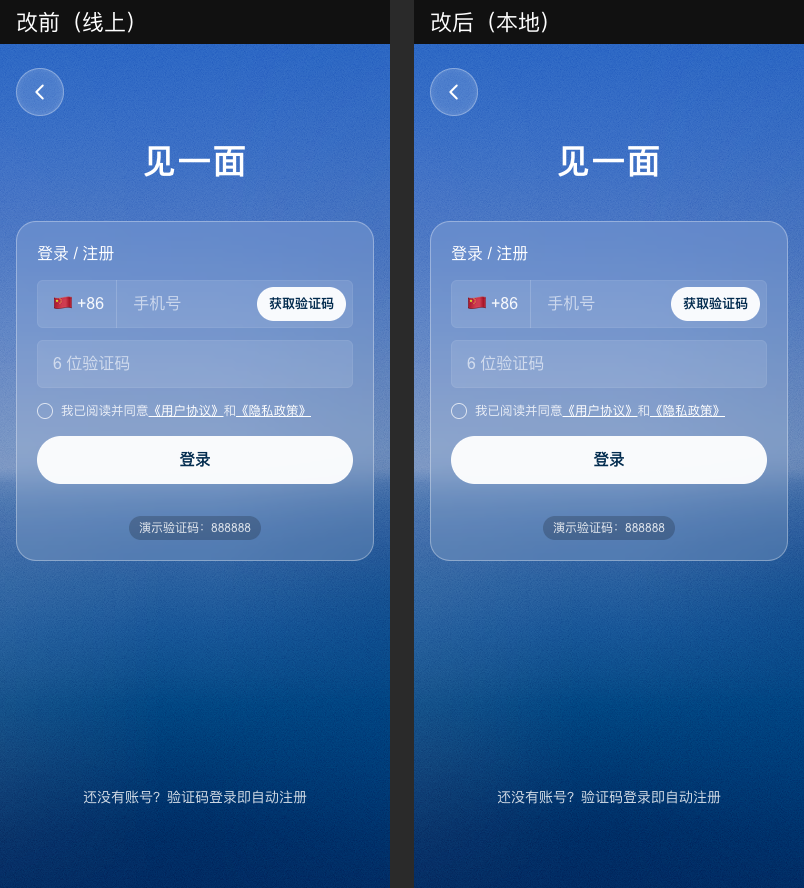 改前（线上）
见一面
登录 / 注册
+86 手机号 获取验证码
6 位验证码
我已阅读并同意《用户协议》和《隐私政策》
登录
演示验证码：888888
还没有账号？验证码登录即自动注册
改后（本地）
见一面
登录 / 注册
+86 手机号 获取验证码
6 位验证码
我已阅读并同意《用户协议》和《隐私政策》
登录
演示验证码：888888
还没有账号？验证码登录即自动注册